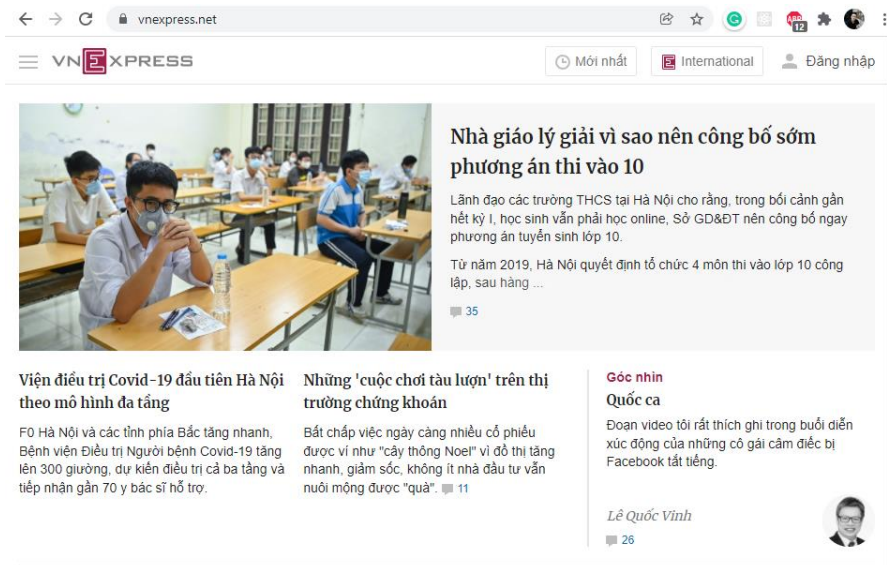 vnexpress.net
ABP
12
VNEXPRESS
Mới nhất
E International
Đăng nhập
Nhà giáo lý giải vì sao nên công bố sớm
phương án thi vào 10
Lãnh đạo các trường THCS tại Hà Nội cho rằng, trong bối cảnh gần
hết kỳ I, học sinh vẫn phải học online, Sở GD&ĐT nên công bố ngay
phương án tuyển sinh lớp 10.
Từ năm 2019, Hà Nội quyết định tổ chức 4 môn thi vào lớp 10 công
lập, sau hàng ...
35
Viện điều trị Covid-19 đầu tiên Hà Nội
theo mô hình đa tầng
F0 Hà Nội và các tỉnh phía Bắc tăng nhanh,
Bệnh viện Điều trị Người bệnh Covid-19 tăng
lên 300 giường, dự kiến điều trị cả ba tầng và
tiếp nhận gần 70 y bác sĩ hỗ trợ.
Những 'cuộc chơi tàu lượn' trên thị
trường chứng khoán
Bất chấp việc ngày càng nhiều cổ phiếu
được ví như "cây thông Noel" vì đồ thị tăng
nhanh, giảm sốc, không ít nhà đầu tư vẫn
nuôi mộng được "quà". 11
Góc nhìn
Quốc ca
Đoạn video tôi rất thích ghi trong buổi diễn
xúc động của những cô gái câm điếc bị
Facebook tắt tiếng.
Lê Quốc Vinh
26